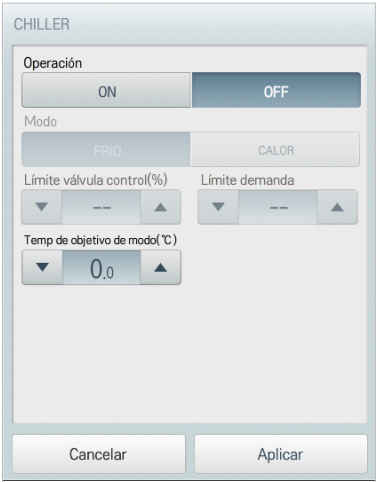 CHILLER
Operación
ON OFF
Modo
FRIO CALOR
Límite válvula control(%) Límite demanda
-- --
Temp de objetivo de modo(℃)
0.0
Cancelar Aplicar